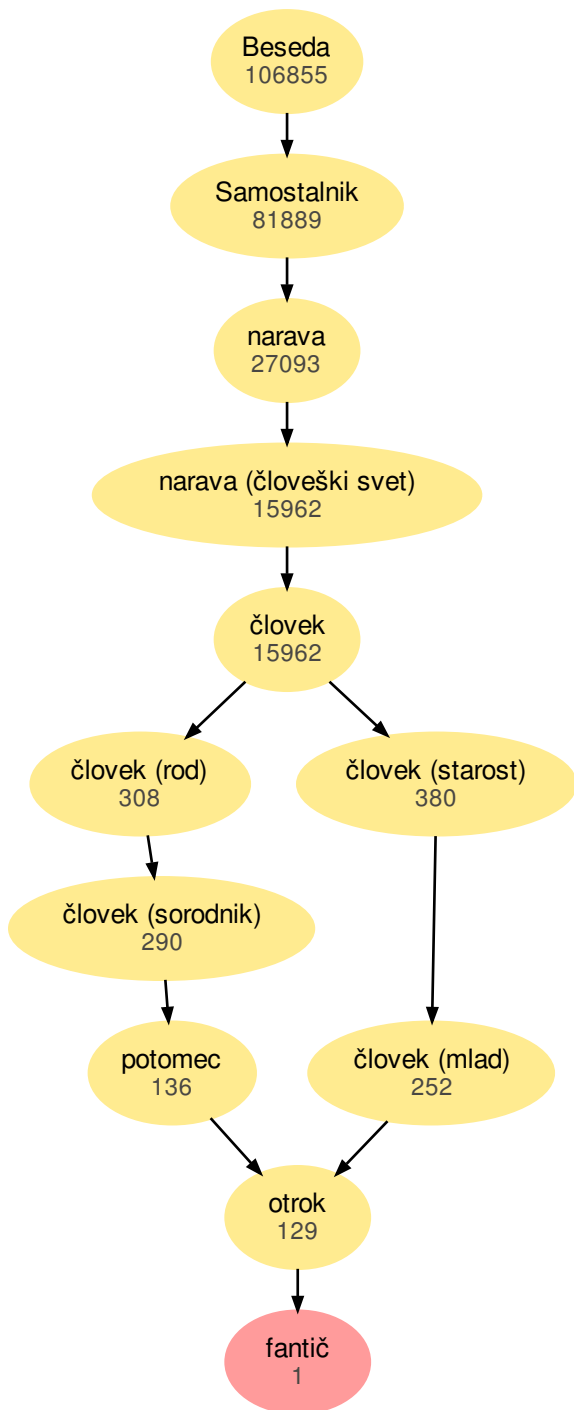 Beseda
106855
Samostalnik
81889
narava
27093
narava (človeški svet)
15962
človek
15962
človek (rod)
308
človek (starost)
380
človek (sorodnik)
290
potomec
136
človek (mlad)
252
otrok
129
fantič
1